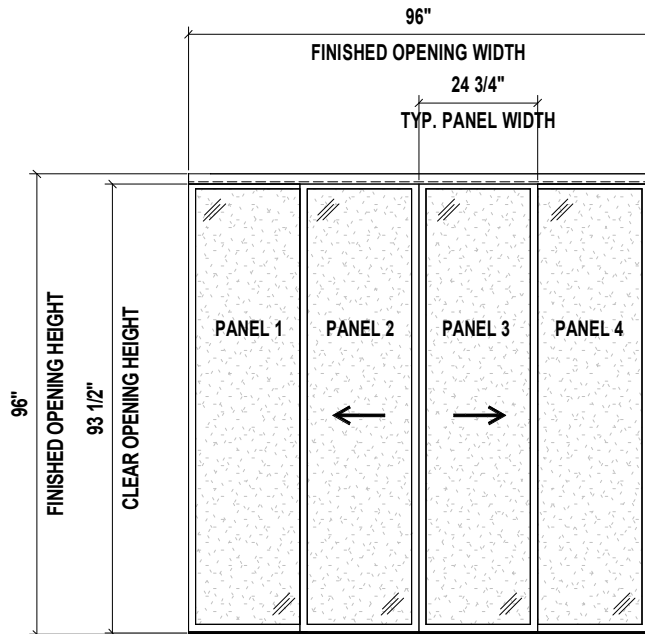 96"
FINISHED OPENING WIDTH
24 3/4"
TYP. PANEL WIDTH
96"
FINISHED OPENING HEIGHT
93 1/2"
CLEAR OPENING HEIGHT
PANEL 1
PANEL 2
PANEL 3
PANEL 4